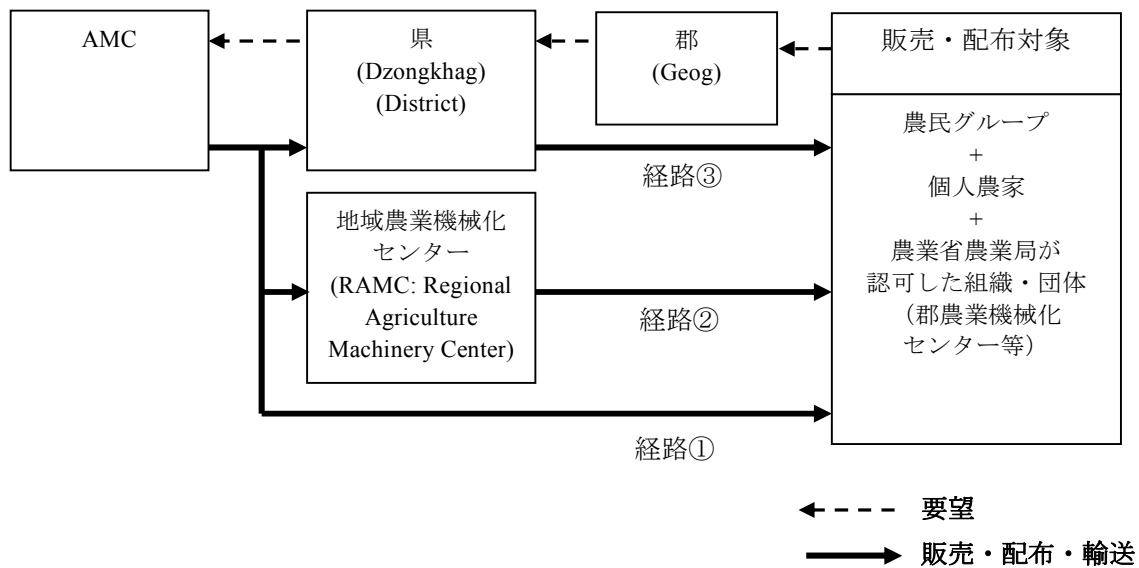 AMC
県
(Dzongkhag)
(District)
郡
(Geog)
販売・配布対象
農民グループ
+
個人農家
+
農業省農業局が
認可した組織・団体
（郡農業機械化
センター等）
経路③
地域農業機械化
センター
(RAMC: Regional
Agriculture
Machinery Center)
経路②
経路①
要望
販売・配布・輸送